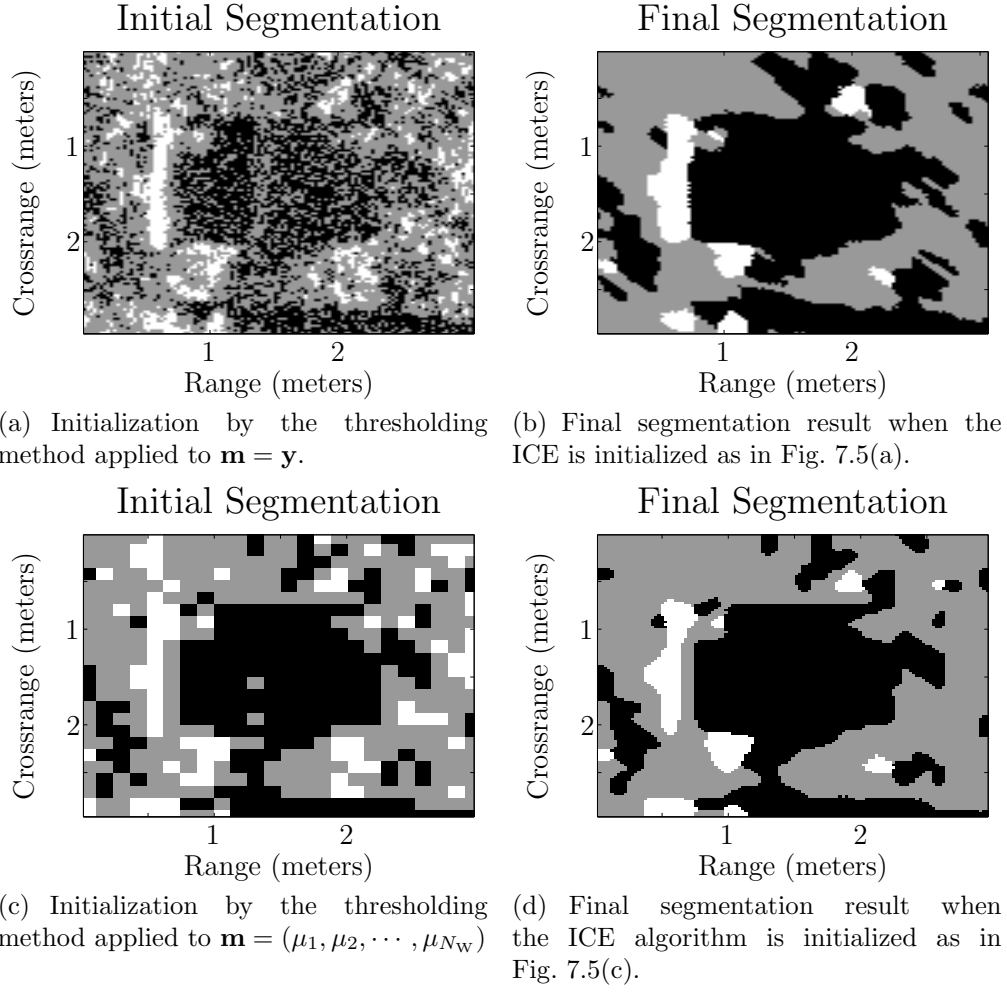 Initial Segmentation
Final Segmentation
Crossrange (meters)
1
2
1 2
Range (meters)
Crossrange (meters)
1
2
1 2
Range (meters)
(a) Initialization by the thresholding
method applied to m = y.
(b) Final segmentation result when the
ICE is initialized as in Fig. 7.5(a).
Initial Segmentation
Final Segmentation
Crossrange (meters)
1
2
1 2
Range (meters)
Crossrange (meters)
1
2
1 2
Range (meters)
(c) Initialization by the thresholding
method applied to m = (μ₁, μ₂, ⋯ , μ_{N_W})
(d) Final segmentation result when
the ICE algorithm is initialized as in
Fig. 7.5(c).